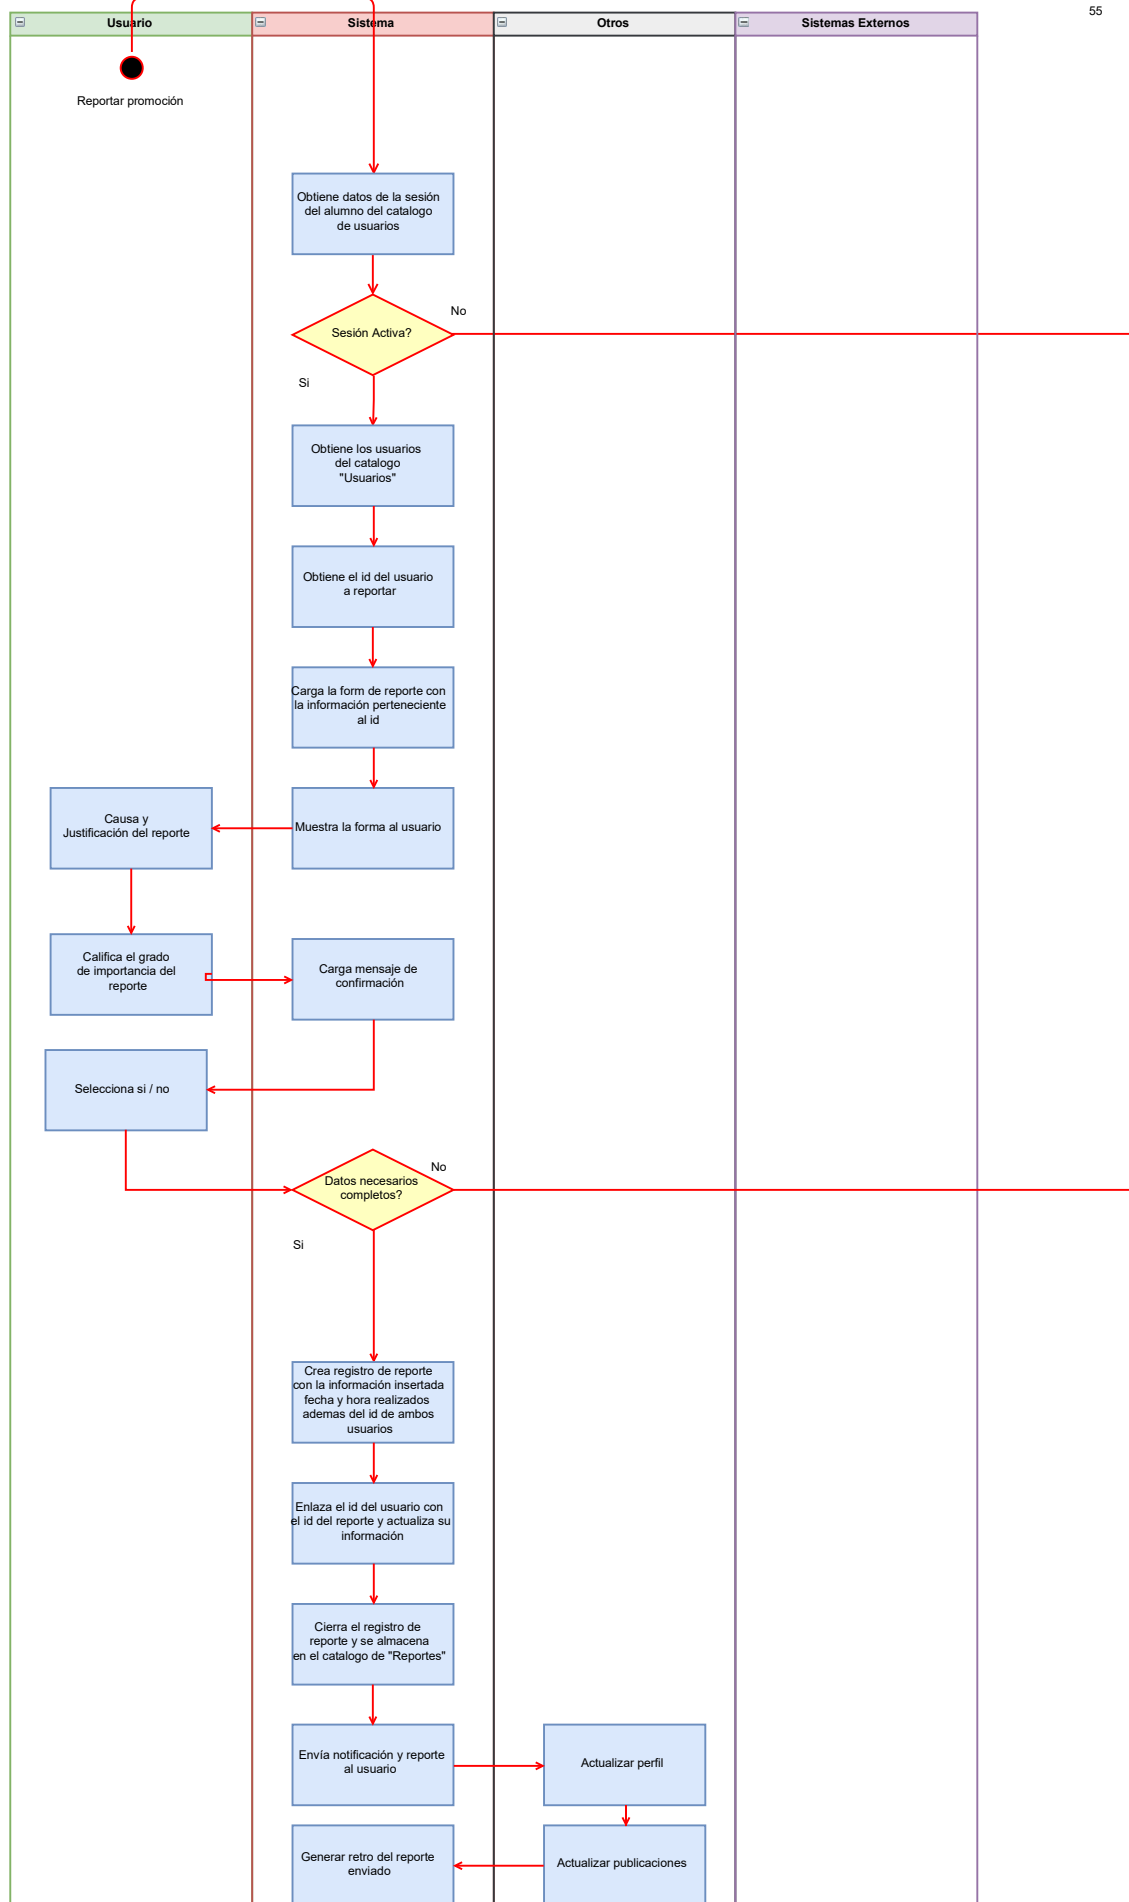 55
Usuario
Sistema
Otros
Sistemas Externos
Reportar promoción
Obtiene datos de la sesión
del alumno del catalogo
de usuarios
No
Sesión Activa?
Si
Obtiene los usuarios
del catalogo
"Usuarios"
Obtiene el id del usuario
a reportar
Carga la form de reporte con
la información perteneciente
al id
Causa y
Justificación del reporte
Muestra la forma al usuario
Califica el grado
de importancia del
reporte
Carga mensaje de
confirmación
Selecciona si / no
No
Datos necesarios
completos?
Si
Crea registro de reporte
con la información insertada
fecha y hora realizados
ademas del id de ambos
usuarios
Enlaza el id del usuario con
el id del reporte y actualiza su
información
Cierra el registro de
reporte y se almacena
en el catalogo de "Reportes"
Envía notificación y reporte
al usuario
Actualizar perfil
Generar retro del reporte
enviado
Actualizar publicaciones